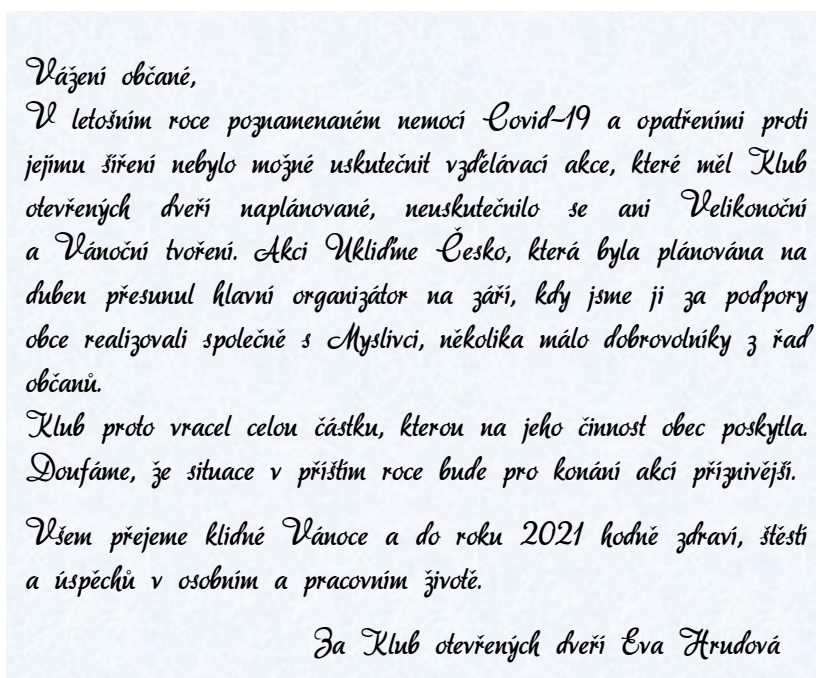 Vážení občané,
V letošním roce poznamenaném nemocí Covid-19 a opatřeními proti
jejímu šíření nebylo možné uskutečnit vzdělávací akce, které měl Klub
otevřených dveří naplánované, neuskutečnilo se ani Velikonoční
a Vánoční tvoření. Akci Ukliďme Česko, která byla plánována na
duben přesunul hlavní organizátor na září, kdy jsme ji za podpory
obce realizovali společně s Myslivci, několika málo dobrovolníky z řad
občanů.
Klub proto vracel celou částku, kterou na jeho činnost obec poskytla.
Doufáme, že situace v příštím roce bude pro konání akcí příznivější.
Všem přejeme klidné Vánoce a do roku 2021 hodně zdraví, štěstí
a úspěchů v osobním a pracovním životě.
Za Klub otevřených dveří Eva Hrudová